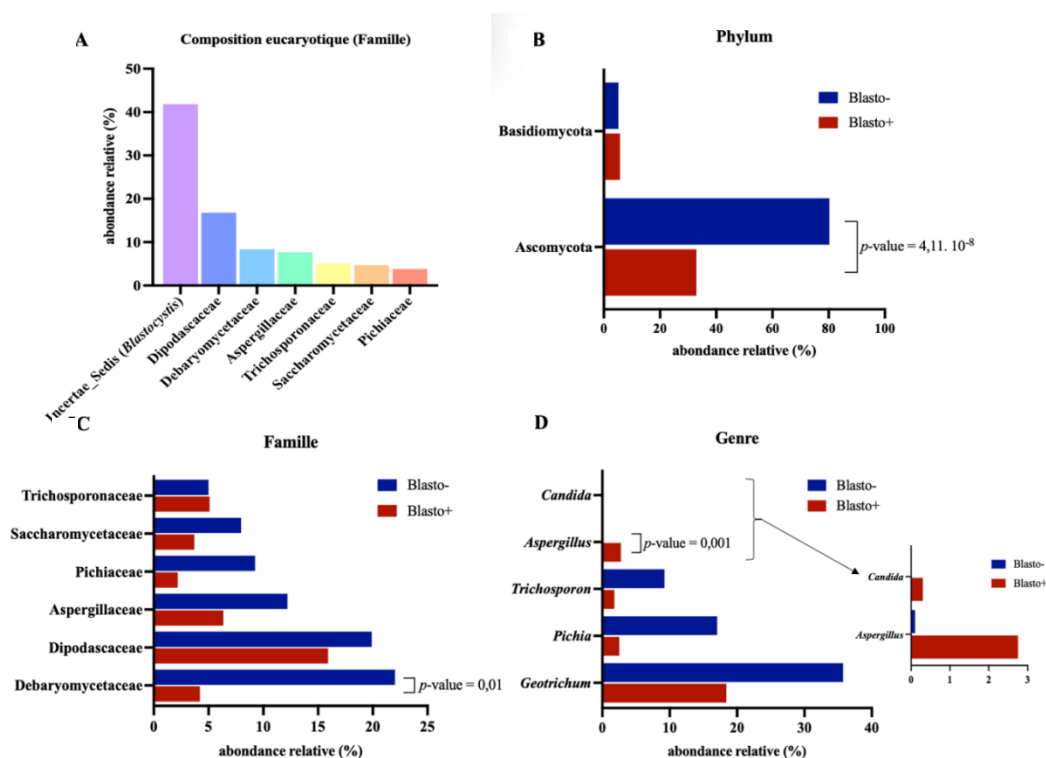 A
Composition eucaryotique (Famille)
abondance relative (%)
50
40
30
20
10
0
Incertae_Sedis (Blastocystis)
Dipodascaceae
Debaryomycetaceae
Aspergillaceae
Trichosporonaceae
Saccharomycetaceae
Pichiaceae
B
Phylum
Blasto-
Blasto+
Basidiomycota
Ascomycota
p-value = 4,11. 10-8
0 20 40 60 80 100
abondance relative (%)
C
Famille
Blasto-
Blasto+
Trichosporonaceae
Saccharomycetaceae
Pichiaceae
Aspergillaceae
Dipodascaceae
Debaryomycetaceae
p-value = 0,01
0 5 10 15 20 25
abondance relative (%)
D
Genre
Blasto-
Blasto+
Candida
Aspergillus
p-value = 0,001
Trichosporon
Pichia
Geotrichum
0 10 20 30 40
abondance relative (%)
Blasto-
Blasto+
Candida
Aspergillus
0 1 2 3